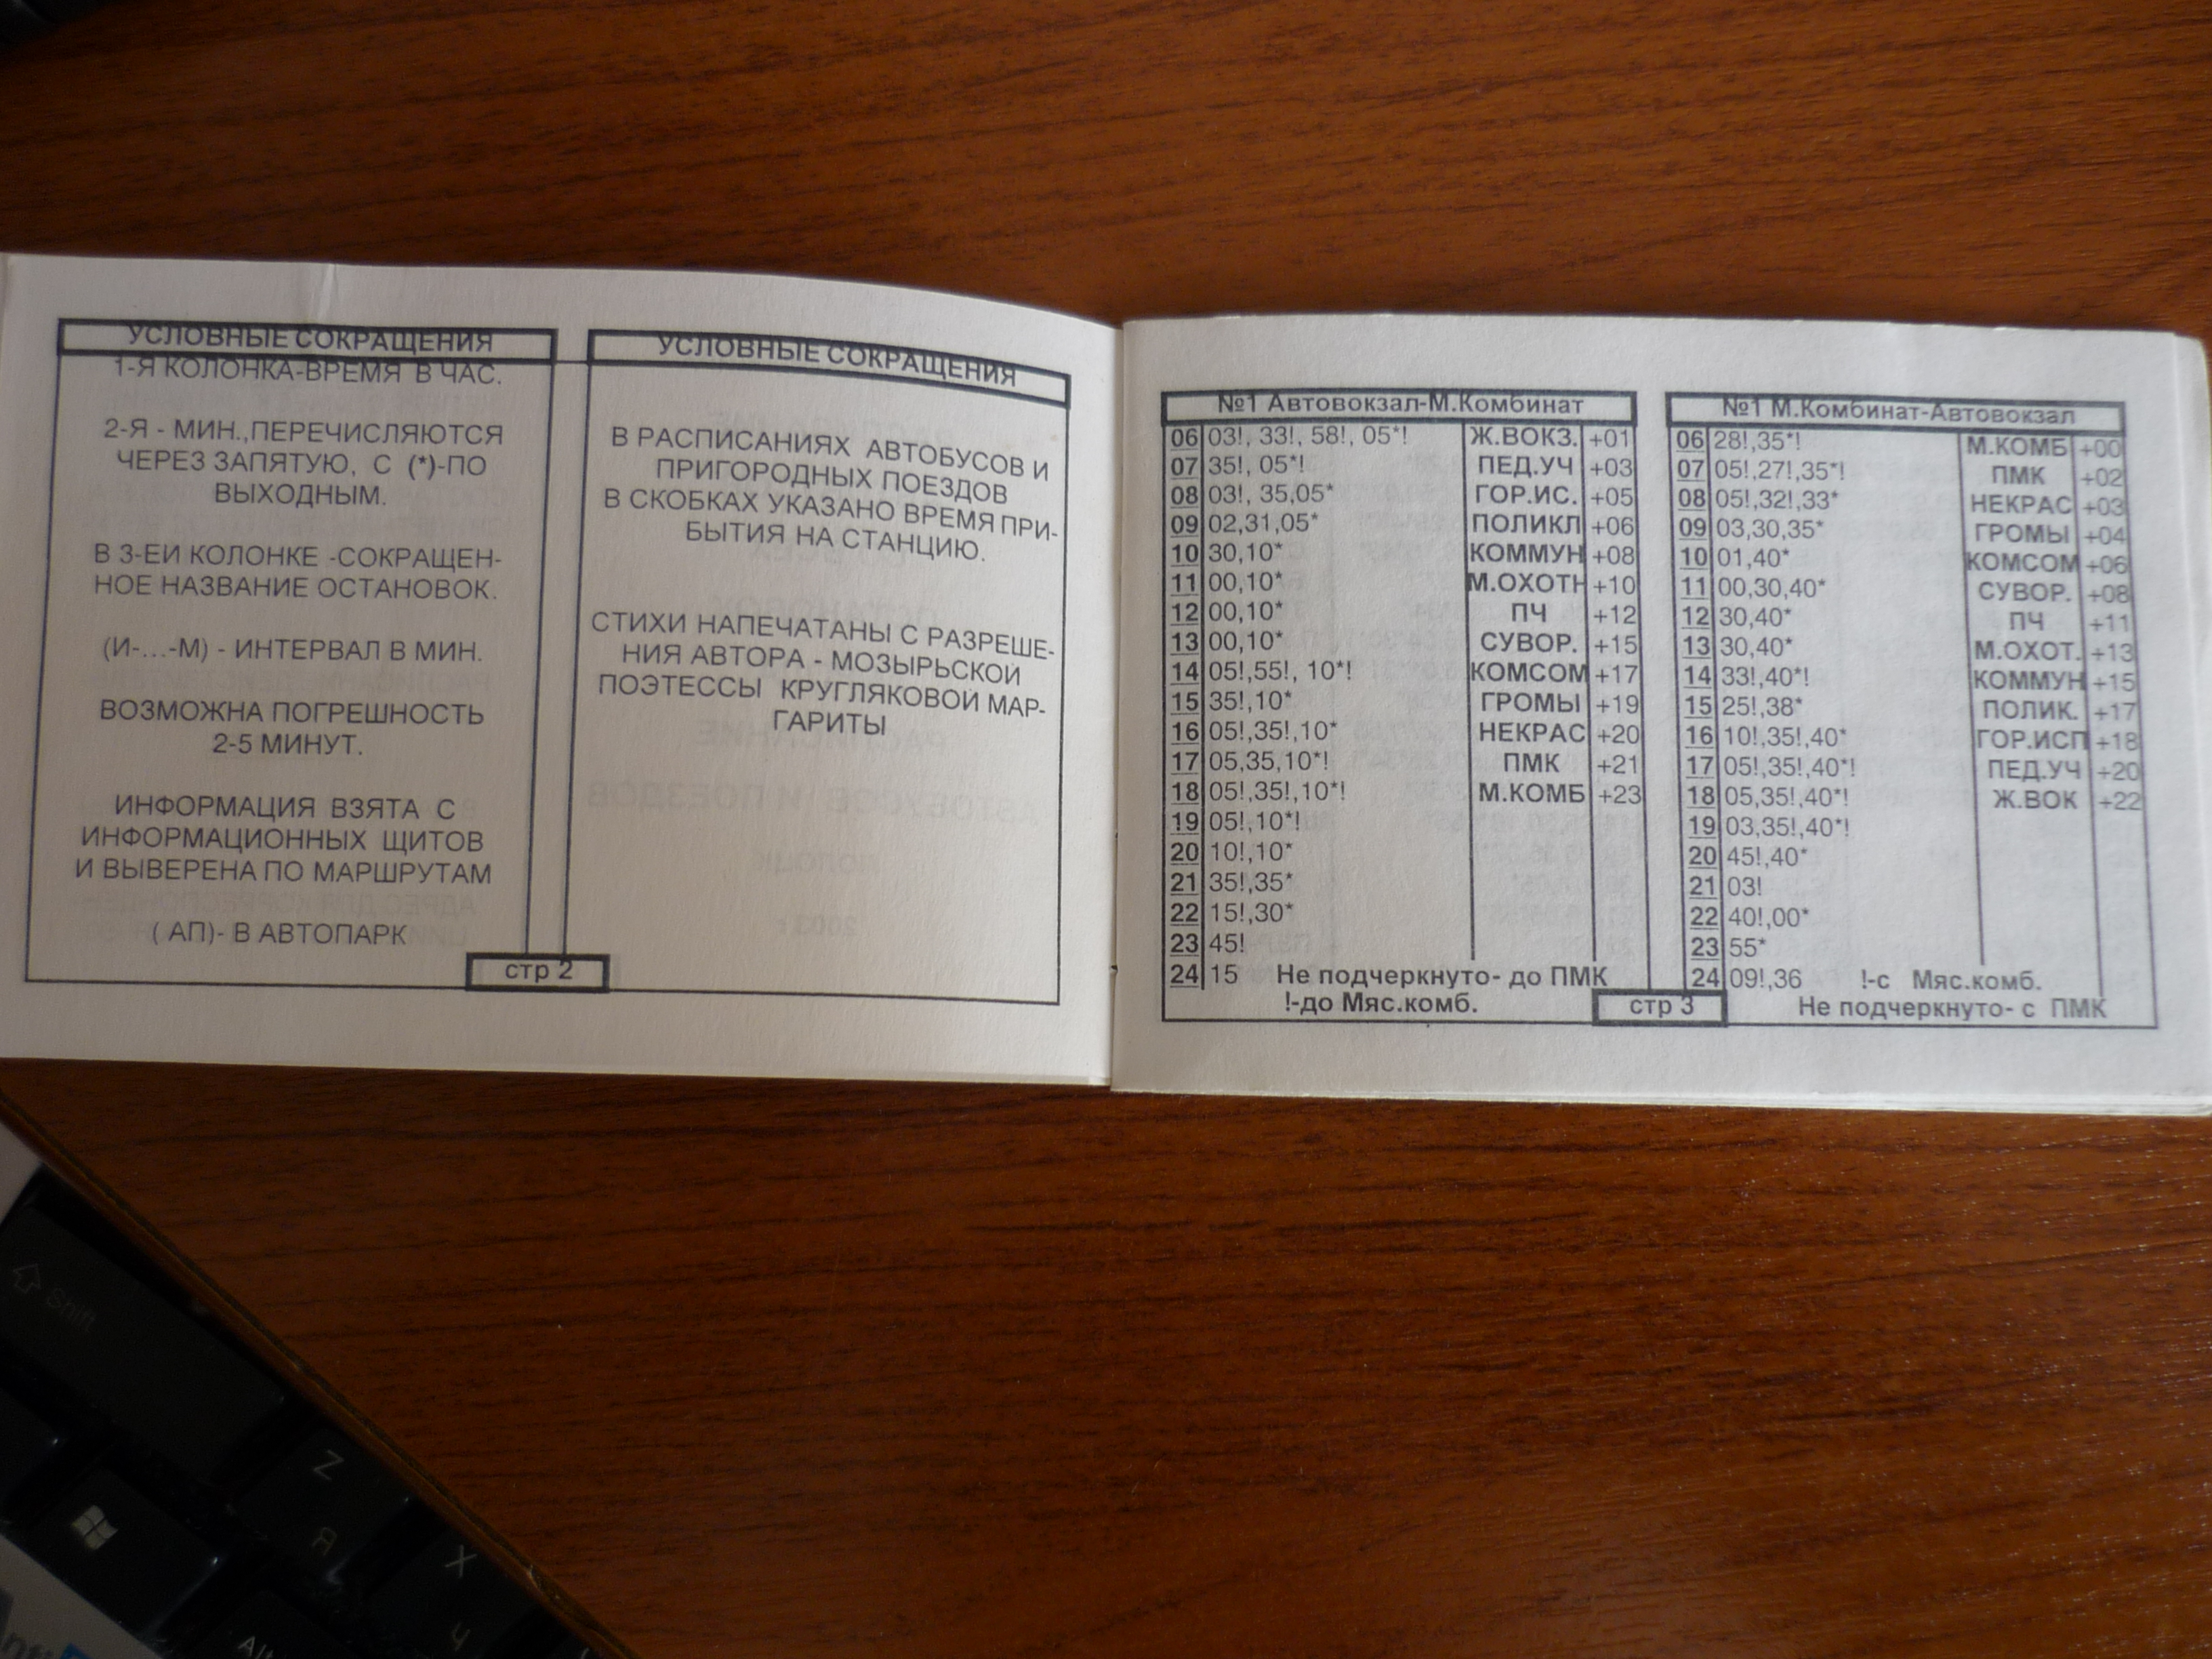 УСЛОВНЫЕ СОКРАЩЕНИЯ
1-Я КОЛОНКА-ВРЕМЯ В ЧАС.
2-Я - МИН.,ПЕРЕЧИСЛЯЮТСЯ
ЧЕРЕЗ ЗАПЯТУЮ, С (*)-ПО
ВЫХОДНЫМ.
В 3-ЕЙ КОЛОНКЕ -СОКРАЩЕН-
НОЕ НАЗВАНИЕ ОСТАНОВОК.
(И-...-М) - ИНТЕРВАЛ В МИН.
ВОЗМОЖНА ПОГРЕШНОСТЬ
2-5 МИНУТ.
ИНФОРМАЦИЯ ВЗЯТА С
ИНФОРМАЦИОННЫХ ЩИТОВ
И ВЫВЕРЕНА ПО МАРШРУТАМ
( АП)- В АВТОПАРК
УСЛОВНЫЕ СОКРАЩЕНИЯ
В РАСПИСАНИЯХ АВТОБУСОВ И
ПРИГОРОДНЫХ ПОЕЗДОВ
В СКОБКАХ УКАЗАНО ВРЕМЯ ПРИ-
БЫТИЯ НА СТАНЦИЮ.
СТИХИ НАПЕЧАТАНЫ С РАЗРЕШЕ-
НИЯ АВТОРА - МОЗЫРЬСКОЙ
ПОЭТЕССЫ КРУГЛЯКОВОЙ МАР-
ГАРИТЫ
стр 2
№1 Автовокзал-М.Комбинат
06 03!, 33!, 58!, 05*! Ж.ВОКЗ. +01
07 35!, 05*! ПЕД.УЧ +03
08 03!, 35,05* ГОР.ИС. +05
09 02,31,05* ПОЛИКЛ +06
10 30,10* КОММУН +08
11 00,10* М.ОХОТН +10
12 00,10* ПЧ +12
13 00,10* СУВОР. +15
14 05!,55!, 10*! КОМСОМ +17
15 35!,10* ГРОМЫ +19
16 05!,35!,10* НЕКРАС +20
17 05,35,10*! ПМК +21
18 05!,35!,10*! М.КОМБ +23
19 05!,10*!
20 10!,10*
21 35!,35*
22 15!,30*
23 45!
24 15 Не подчеркнуто- до ПМК
!-до Мяс.комб.
№1 М.Комбинат-Автовокзал
06 28!,35*! М.КОМБ +00
07 05!,27!,35*! ПМК +02
08 05!,32!,33* НЕКРАС +03
09 03,30,35* ГРОМЫ +04
10 01,40* КОМСОМ +06
11 00,30,40* СУВОР. +08
12 30,40* ПЧ +11
13 30,40* М.ОХОТ. +13
14 33!,40*! КОММУН +15
15 25!,38* ПОЛИК. +17
16 10!,35!,40* ГОР.ИСП +18
17 05!,35!,40*! ПЕД.УЧ +20
18 05,35!,40*! Ж.ВОК +22
19 03,35!,40*!
20 45!,40*
21 03!
22 40!,00*
23 55*
24 09!,36 !-с Мяс.комб.
Не подчеркнуто- с ПМК
стр 3
Shift
Z
Я
X
Ч
Alt